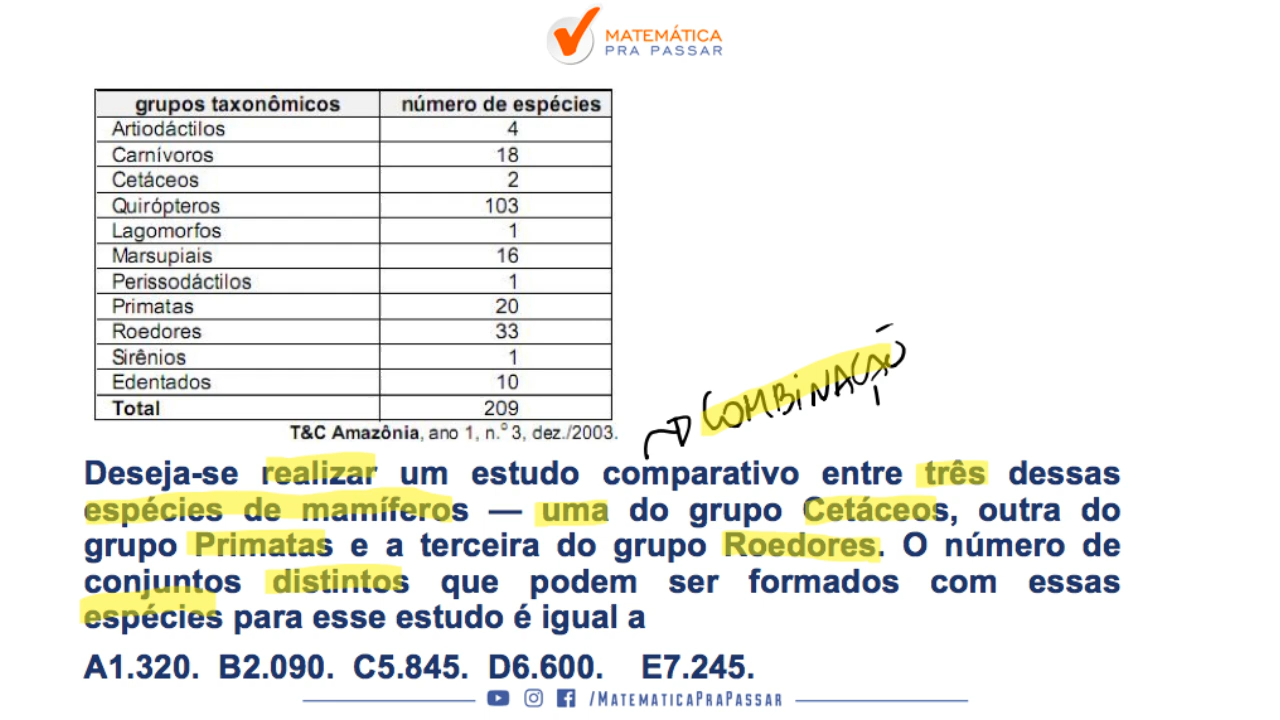 MATEMÁTICA
PRA PASSAR
grupos taxonômicos número de espécies
Artiodáctilos 4
Carnívoros 18
Cetáceos 2
Quirópteros 103
Lagomorfos 1
Marsupiais 16
Perissodáctilos 1
Primatas 20
Roedores 33
Sirênios 1
Edentados 10
Total 209
T&C Amazônia, ano 1, n.º 3, dez./2003.
COMBINAÇÃO
Deseja-se realizar um estudo comparativo entre três dessas
espécies de mamíferos — uma do grupo Cetáceos, outra do
grupo Primatas e a terceira do grupo Roedores. O número de
conjuntos distintos que podem ser formados com essas
espécies para esse estudo é igual a
A1.320. B2.090. C5.845. D6.600. E7.245.
/MATEMATICAPRAPASSAR